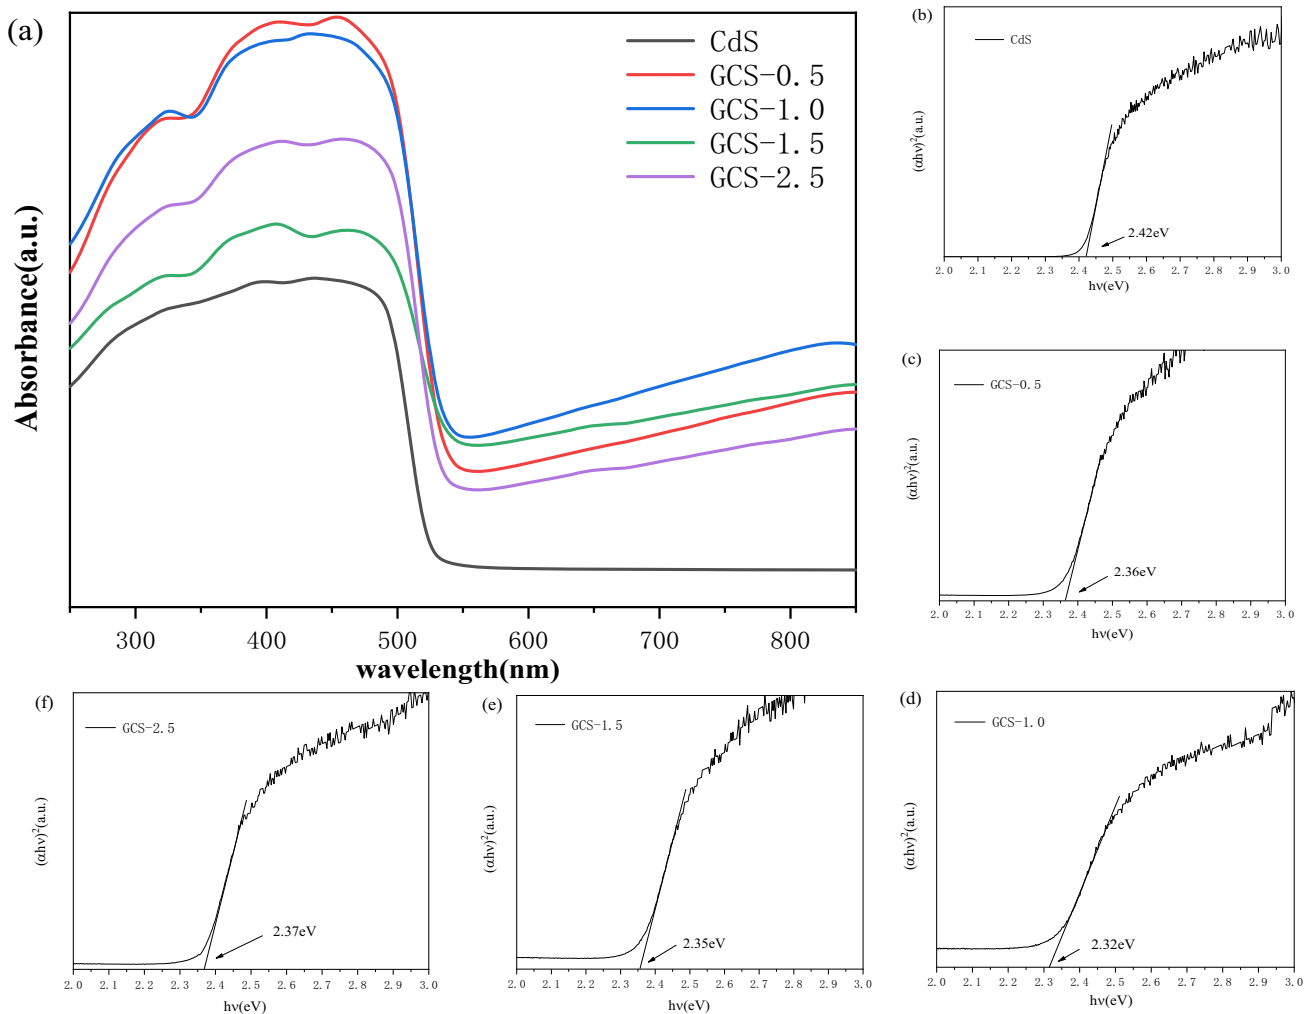 (a)
CdS
GCS-0.5
GCS-1.0
GCS-1.5
GCS-2.5
Absorbance(a.u.)
300 400 500 600 700 800
wavelength(nm)
(b)
CdS
(αhν)²(a.u.)
2.42eV
2.0 2.1 2.2 2.3 2.4 2.5 2.6 2.7 2.8 2.9 3.0
hν(eV)
(c)
GCS-0.5
(αhν)²(a.u.)
2.36eV
2.0 2.1 2.2 2.3 2.4 2.5 2.6 2.7 2.8 2.9 3.0
hν(eV)
(f)
GCS-2.5
(αhν)²(a.u.)
2.37eV
2.0 2.1 2.2 2.3 2.4 2.5 2.6 2.7 2.8 2.9 3.0
hν(eV)
(e)
GCS-1.5
(αhν)²(a.u.)
2.35eV
2.0 2.1 2.2 2.3 2.4 2.5 2.6 2.7 2.8 2.9 3.0
hν(eV)
(d)
GCS-1.0
(αhν)²(a.u.)
2.32eV
2.0 2.1 2.2 2.3 2.4 2.5 2.6 2.7 2.8 2.9 3.0
hν(eV)